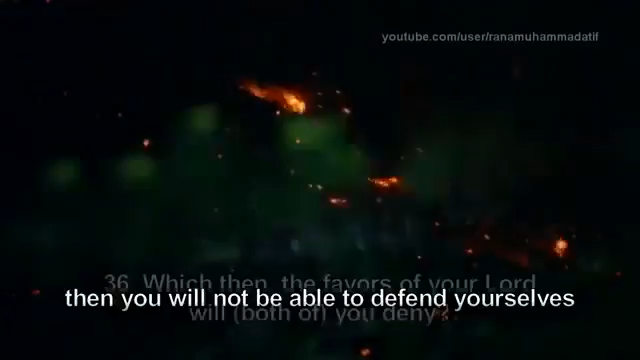 youtube.com/user/ranamuhammadatif
36. Which then, the favors of your Lord
then you will not be able to defend yourselves
will (both of) you deny?